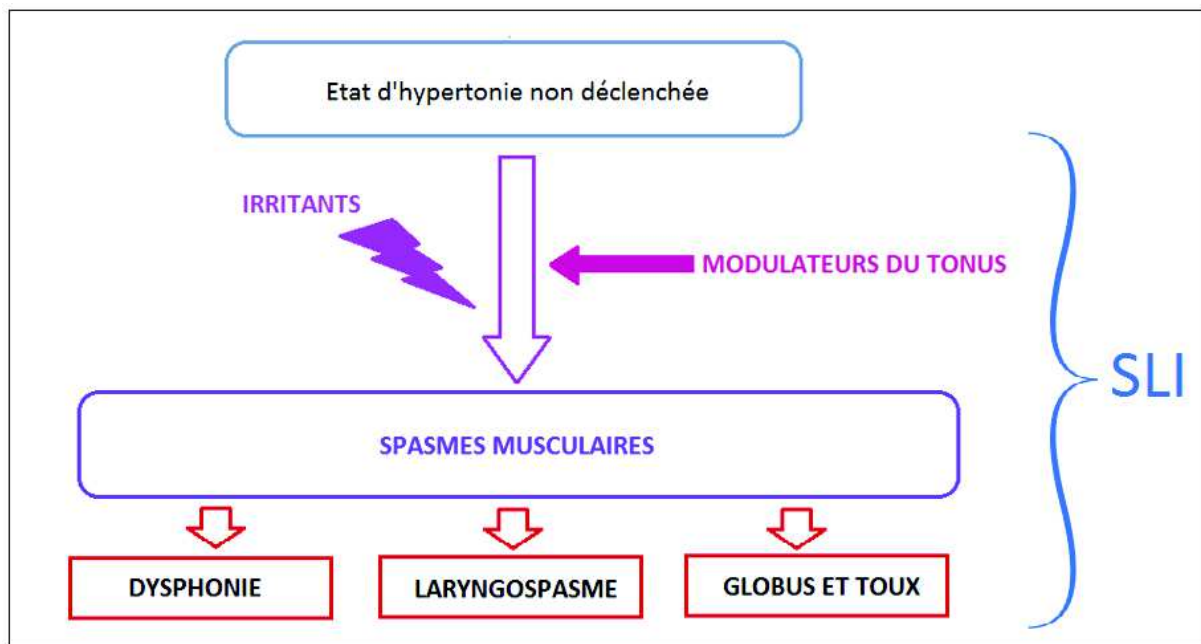 Etat d'hypertonie non déclenchée
IRRITANTS
MODULATEURS DU TONUS
SLI
SPASMES MUSCULAIRES
DYSPHONIE
LARYNGOSPASME
GLOBUS ET TOUX